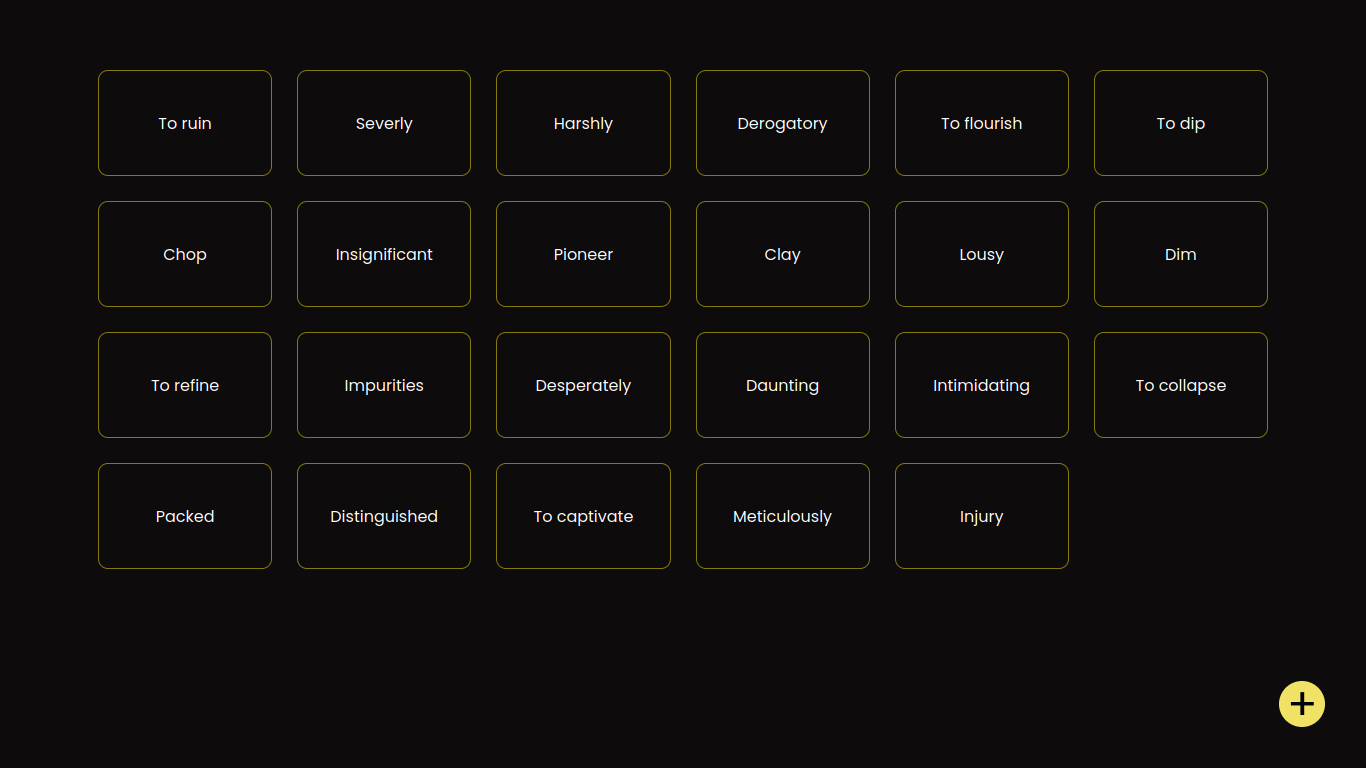 To ruin
Severly
Harshly
Derogatory
To flourish
To dip
Chop
Insignificant
Pioneer
Clay
Lousy
Dim
To refine
Impurities
Desperately
Daunting
Intimidating
To collapse
Packed
Distinguished
To captivate
Meticulously
Injury
+